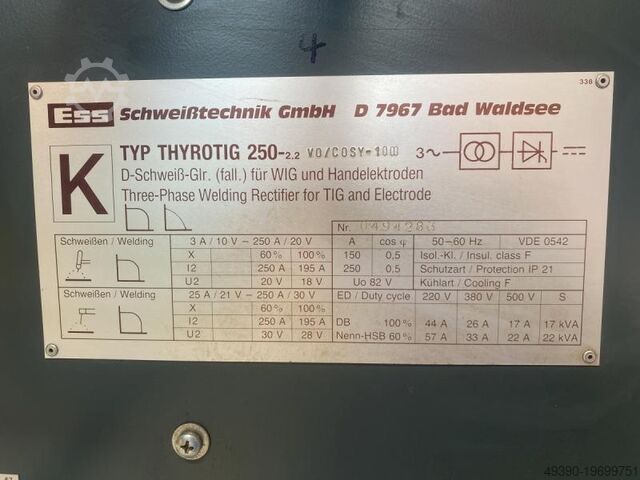 4
338
ESS Schweißtechnik GmbH D 7967 Bad Waldsee
K
TYP THYROTIG 250-2.2 VO/COSY-100 3~
D-Schweiß-Glr. (fall.) für WIG und Handelektroden
Three-Phase Welding Rectifier for TIG and Electrode
Nr.
Schweißen / Welding 3 A / 10 V – 250 A / 20 V A cos φ 50–60 Hz VDE 0542
X 60% 100% 150 0,5 Isol.-Kl. / Insul. class F
I2 250 A 195 A 250 0,5 Schutzart / Protection IP 21
U2 20 V 18 V Uo 82 V Kühlart / Cooling F
Schweißen / Welding 25 A / 21 V – 250 A / 30 V ED / Duty cycle 220 V 380 V 500 V S
X 60% 100%
I2 250 A 195 A DB 100% 44 A 26 A 17 A 17 kVA
U2 30 V 28 V Nenn-HSB 60% 57 A 33 A 22 A 22 kVA
49390-19699751